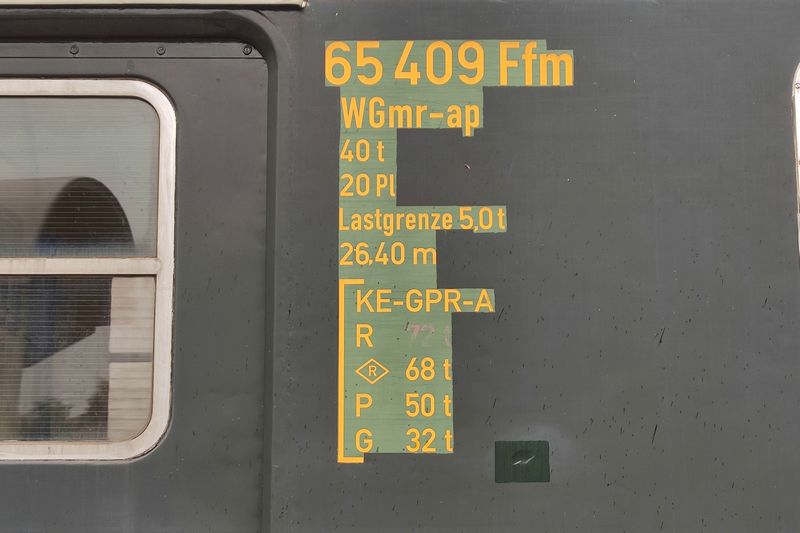 65 409 Ffm
WGmr-ap
40 t
20 Pl
Lastgrenze 5,0 t
26,40 m
KE-GPR-A
R
R 68 t
P 50 t
G 32 t